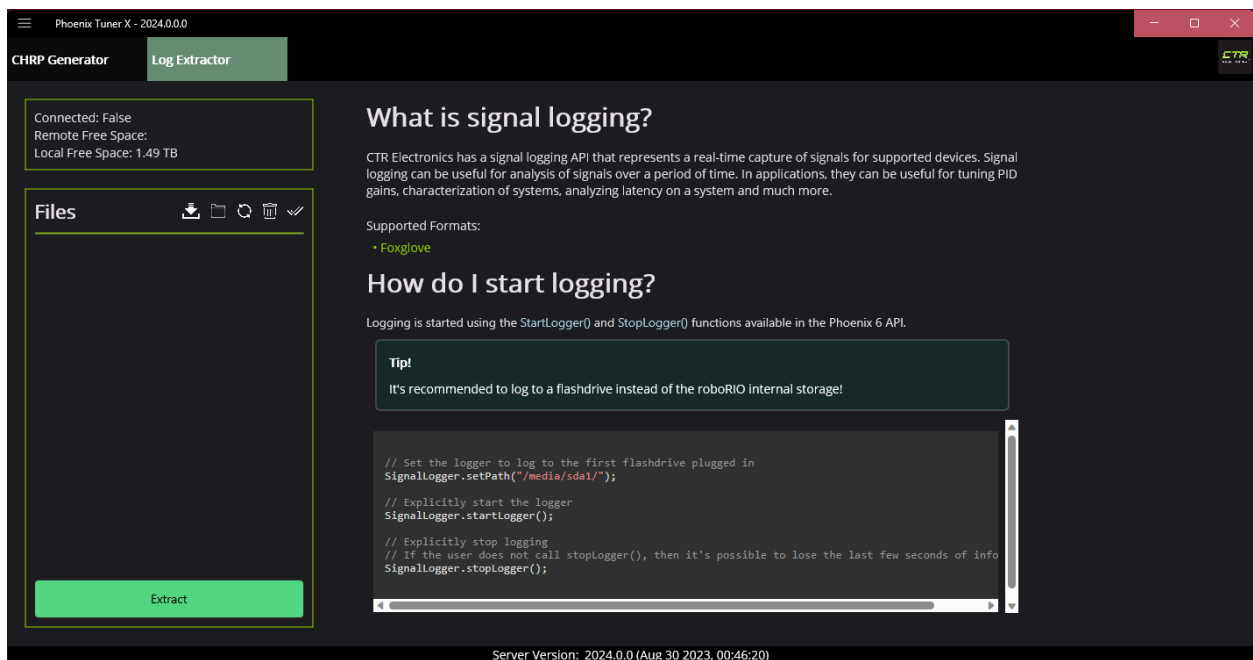 Phoenix Tuner X - 2024.0.0.0
CHRP Generator
Log Extractor
CTR
Connected: False
Remote Free Space:
Local Free Space: 1.49 TB
Files
Extract
What is signal logging?
CTR Electronics has a signal logging API that represents a real-time capture of signals for supported devices. Signal
logging can be useful for analysis of signals over a period of time. In applications, they can be useful for tuning PID
gains, characterization of systems, analyzing latency on a system and much more.
Supported Formats:
• Foxglove
How do I start logging?
Logging is started using the StartLogger() and StopLogger() functions available in the Phoenix 6 API.
Tip!
It's recommended to log to a flashdrive instead of the roboRIO internal storage!
// Set the logger to log to the first flashdrive plugged in
SignalLogger.setPath("/media/sda1/");
// Explicitly start the logger
SignalLogger.startLogger();
// Explicitly stop logging
// If the user does not call stopLogger(), then it's possible to lose the last few seconds of info
SignalLogger.stopLogger();
Server Version: 2024.0.0 (Aug 30 2023, 00:46:20)